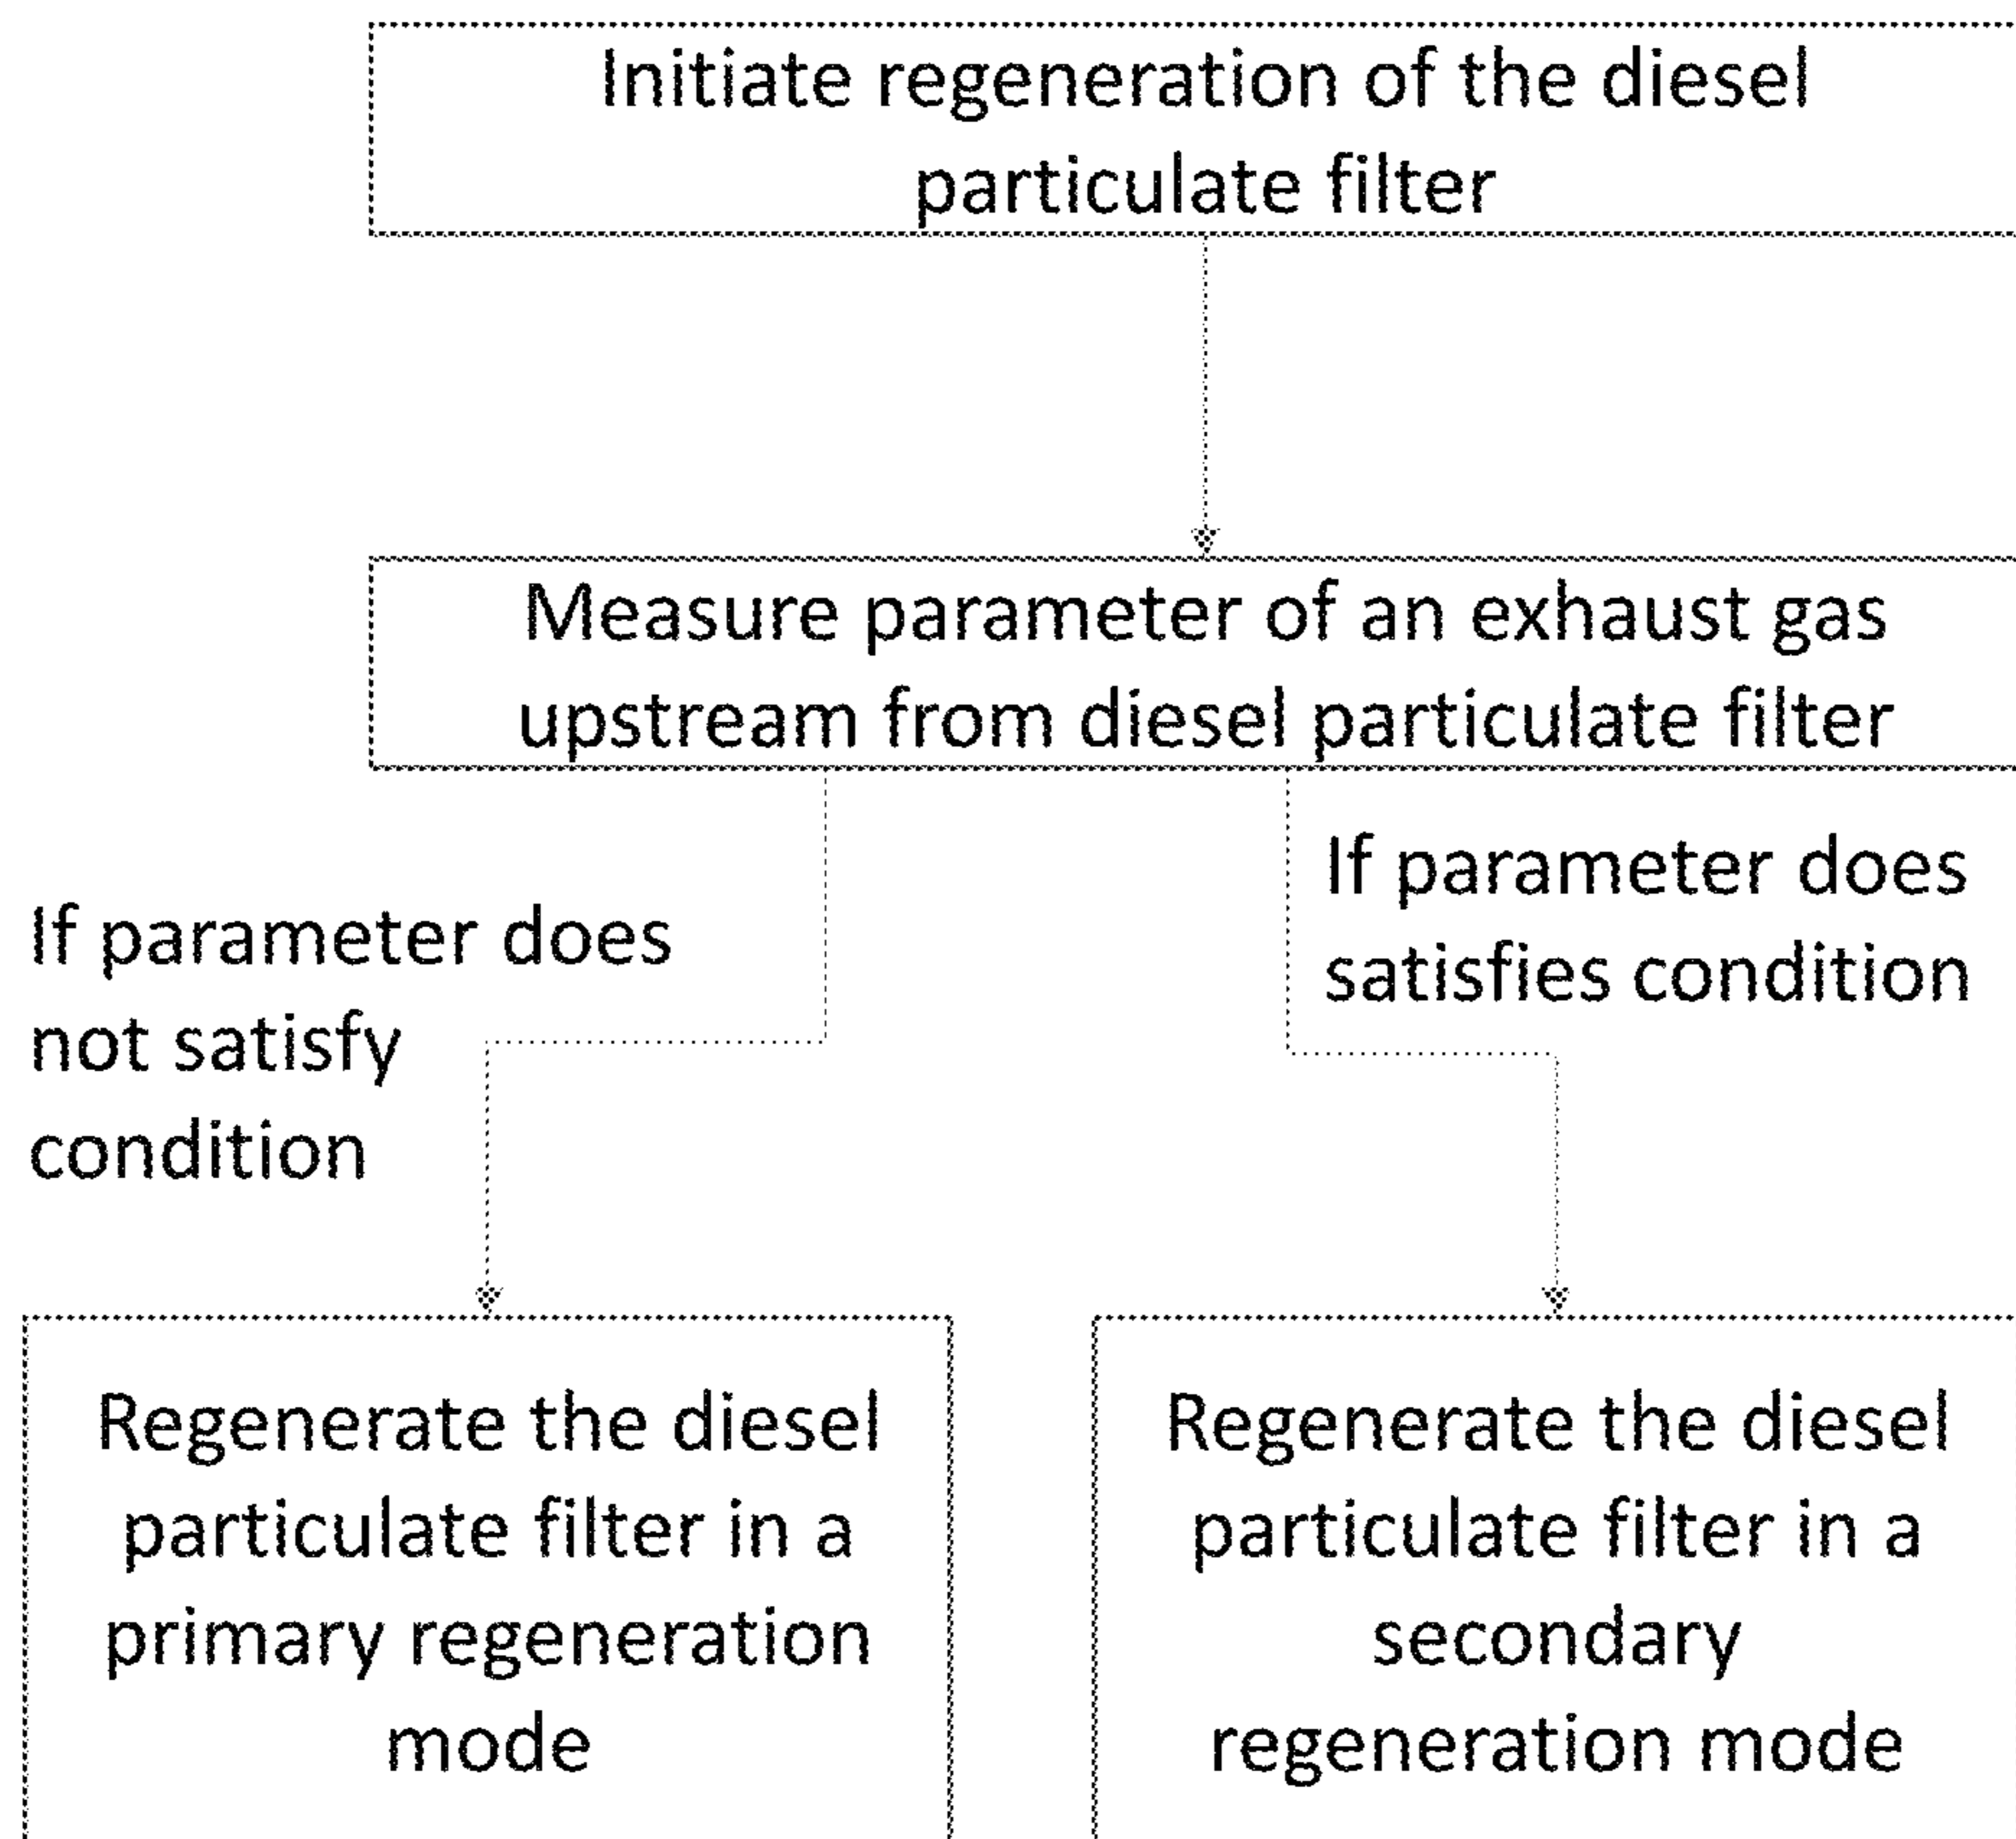 Initiate regeneration of the diesel
particulate filter
Measure parameter of an exhaust gas
upstream from diesel particulate filter
If parameter does
not satisfy
condition
If parameter does
satisfies condition
Regenerate the diesel
particulate filter in a
primary regeneration
mode
Regenerate the diesel
particulate filter in a
secondary
regeneration mode